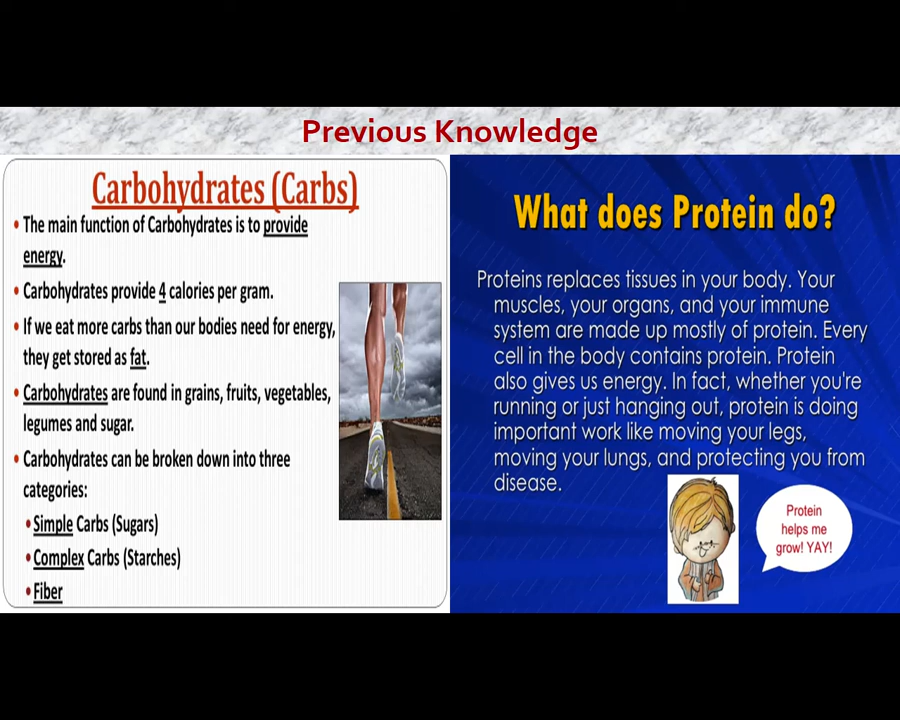 Previous Knowledge
Carbohydrates (Carbs)
• The main function of Carbohydrates is to provide
energy.
• Carbohydrates provide 4 calories per gram.
• If we eat more carbs than our bodies need for energy,
they get stored as fat.
• Carbohydrates are found in grains, fruits, vegetables,
legumes and sugar.
• Carbohydrates can be broken down into three
categories:
• Simple Carbs (Sugars)
• Complex Carbs (Starches)
• Fiber
What does Protein do?
Proteins replaces tissues in your body. Your
muscles, your organs, and your immune
system are made up mostly of protein. Every
cell in the body contains protein. Protein
also gives us energy. In fact, whether you're
running or just hanging out, protein is doing
important work like moving your legs,
moving your lungs, and protecting you from
disease.
Protein
helps me
grow! YAY!